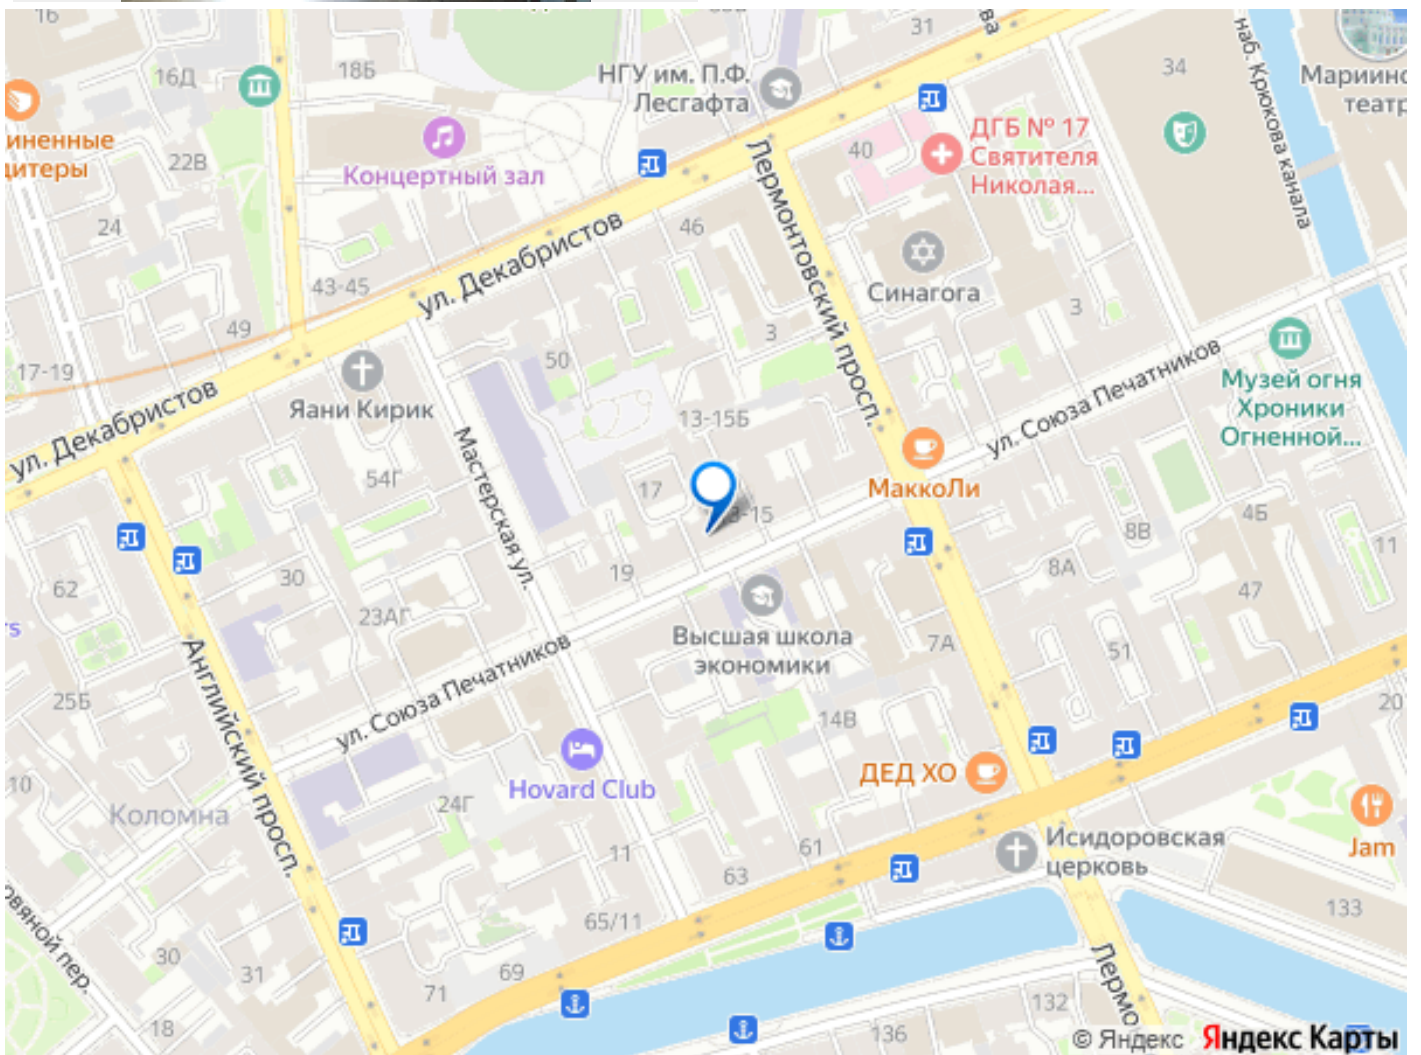 16
16Д
18Б
31
34
наб. Крюкова канала
Мариинс
театр
НГУ им. П.Ф.
Лесгафта
иненные
дитеры
22В
Концертный зал
40
ДГБ № 17
Святителя
Николая...
24
43-45
49
17-19
ул. Декабристов
46
Лермонтовский просп.
Синагога
3
3
50
Яани Кирик
ул. Декабристов
13-15Б
ул. Союза Печатников
Музей огня
Хроники
Огненной...
Мастерская ул.
54Г
17
3-15
МаккоЛи
4Б
8В
11
8А
47
62
30
19
23АГ
Высшая школа
экономики
7А
51
25Б
Английский просп.
ул. Союза Печатников
14В
20
10
Коломна
Hovard Club
24Г
ДЕД ХО
Jam
11
61
63
Исидоровская
церковь
65/11
133
овяной пер.
30
31
69
71
18
Лермо
132
136
© Яндекс Яндекс Карты